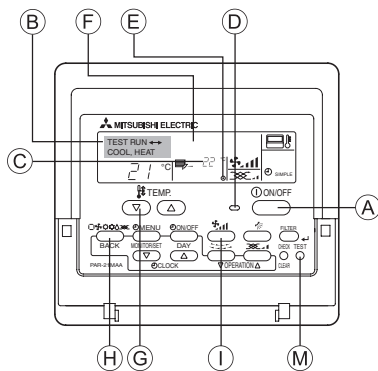 D
B F E
MITSUBISHI ELECTRIC
TEST RUN
COOL, HEAT
C
21 °C 22
SIMPLE
TEMP. ON/OFF
A
MENU ON/OFF FILTER
BACK MONITOR/SET DAY CHECK TEST
PAR-21MAA CLOCK OPERATION CLEAR
H G I M